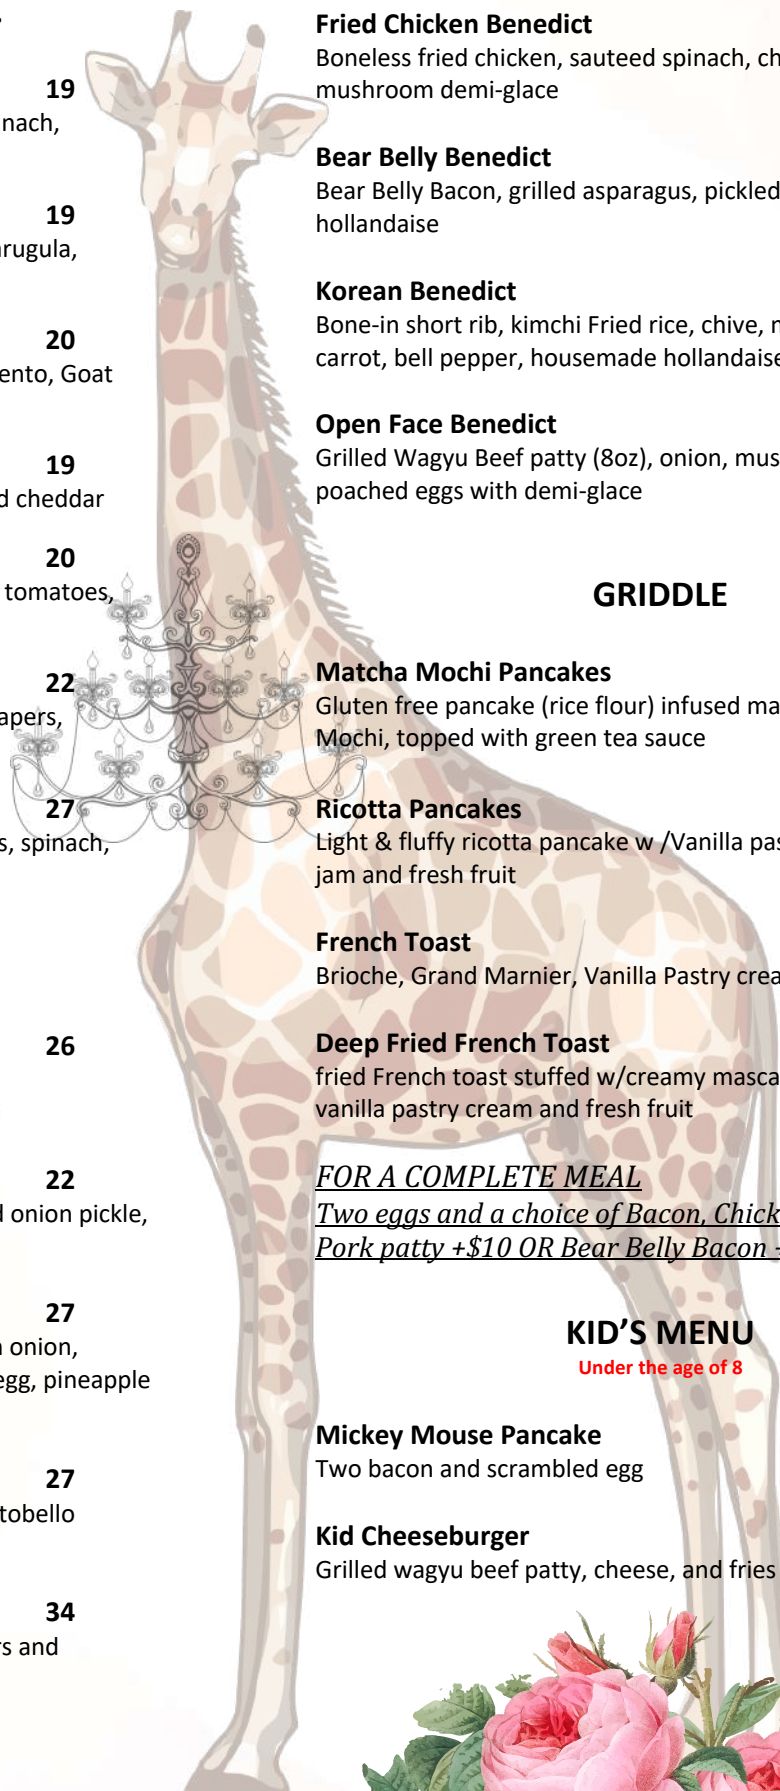 19
nach,
19
rugula,
20
ento, Goat
19
d cheddar
20
tomatoes,
22
apers,
27
s, spinach,
26
22
d onion pickle,
27
n onion,
egg, pineapple
27
tobello
34
rs and
Fried Chicken Benedict
Boneless fried chicken, sauteed spinach, ch
mushroom demi-glace
Bear Belly Benedict
Bear Belly Bacon, grilled asparagus, pickled
hollandaise
Korean Benedict
Bone-in short rib, kimchi Fried rice, chive,
carrot, bell pepper, housemade hollandaise
Open Face Benedict
Grilled Wagyu Beef patty (8oz), onion, mus
poached eggs with demi-glace
GRIDDLE
Matcha Mochi Pancakes
Gluten free pancake (rice flour) infused ma
Mochi, topped with green tea sauce
Ricotta Pancakes
Light & fluffy ricotta pancake w /Vanilla pas
jam and fresh fruit
French Toast
Brioche, Grand Marnier, Vanilla Pastry crea
Deep Fried French Toast
fried French toast stuffed w/creamy masca
vanilla pastry cream and fresh fruit
FOR A COMPLETE MEAL
Two eggs and a choice of Bacon, Chick
Pork patty +$10 OR Bear Belly Bacon
KID'S MENU
Under the age of 8
Mickey Mouse Pancake
Two bacon and scrambled egg
Kid Cheeseburger
Grilled wagyu beef patty, cheese, and fries